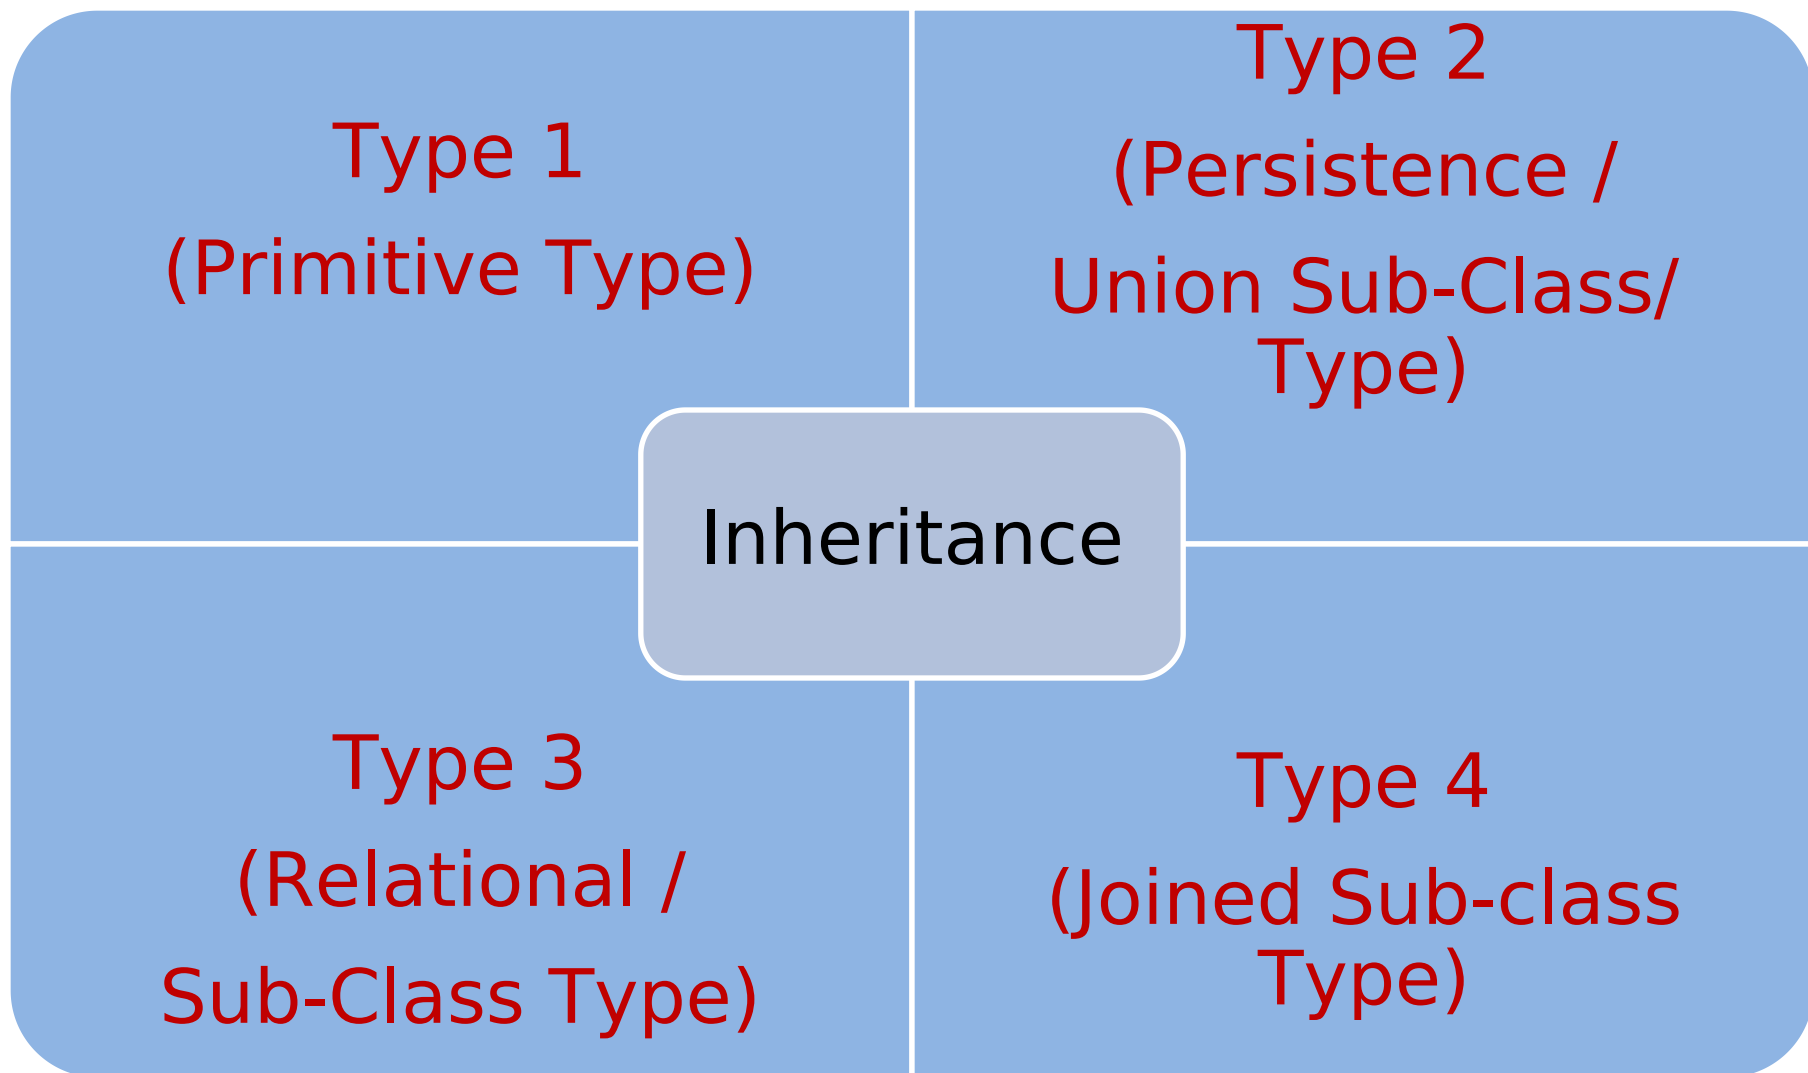 Type 1
(Primitive Type)
Type 2
(Persistence /
Union Sub-Class/
Type)
Inheritance
Type 3
(Relational /
Sub-Class Type)
Type 4
(Joined Sub-class
Type)